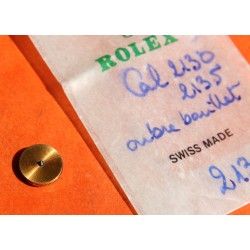 ROLEX
Cal 2130
2135
arbre barillet
SWISS MADE
213